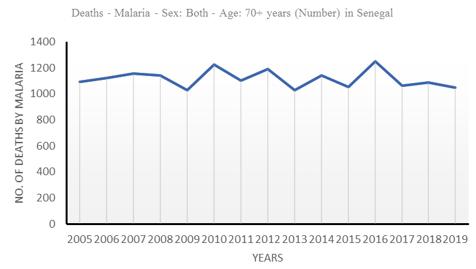 Deaths - Malaria - Sex: Both - Age: 70+ years (Number) in Senegal
1400
1200
1000
800
600
400
200
0
NO. OF DEATHS BY MALARIA
2005 2006 2007 2008 2009 2010 2011 2012 2013 2014 2015 2016 2017 2018 2019
YEARS